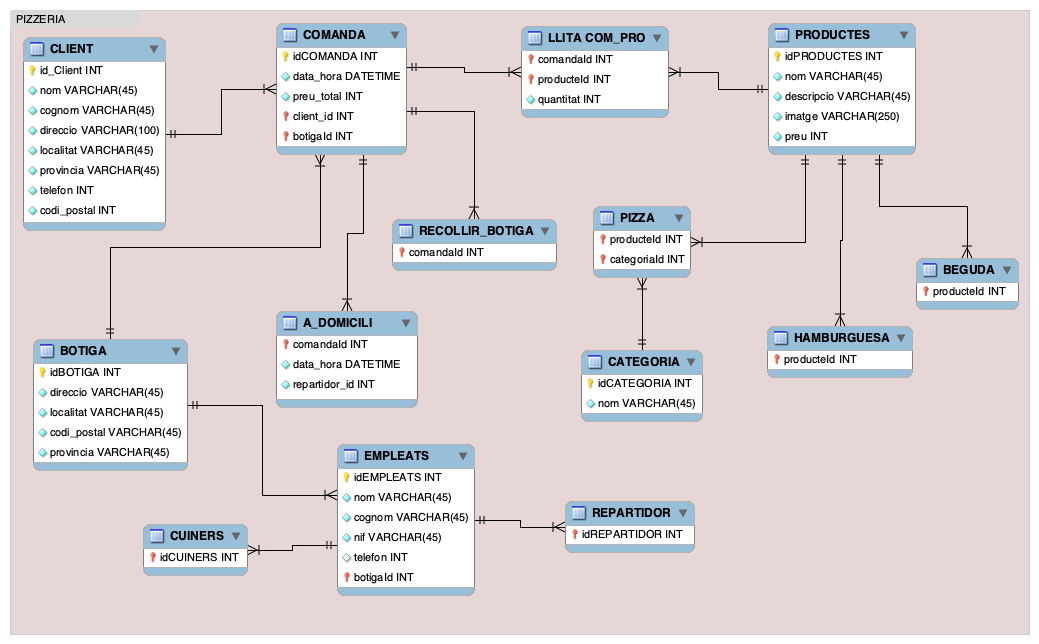 PIZZERIA
CLIENT
id_Client INT
nom VARCHAR(45)
cognom VARCHAR(45)
direccio VARCHAR(100)
localitat VARCHAR(45)
provincia VARCHAR(45)
telefon INT
codi_postal INT
COMANDA
idCOMANDA INT
data_hora DATETIME
preu_total INT
client_id INT
botigaId INT
LLITA COM_PRO
comandaId INT
producteId INT
quantitat INT
PRODUCTES
idPRODUCTES INT
nom VARCHAR(45)
descripcio VARCHAR(45)
imatge VARCHAR(250)
preu INT
RECOLLIR_BOTIGA
comandaId INT
PIZZA
producteId INT
categoriaId INT
BEGUDA
producteId INT
A_DOMICILI
comandaId INT
data_hora DATETIME
repartidor_id INT
HAMBURGUESA
producteId INT
BOTIGA
idBOTIGA INT
direccio VARCHAR(45)
localitat VARCHAR(45)
codi_postal VARCHAR(45)
provincia VARCHAR(45)
CATEGORIA
idCATEGORIA INT
nom VARCHAR(45)
EMPLEATS
idEMPLEATS INT
nom VARCHAR(45)
cognom VARCHAR(45)
nif VARCHAR(45)
telefon INT
botigaId INT
REPARTIDOR
idREPARTIDOR INT
CUINERS
idCUINERS INT